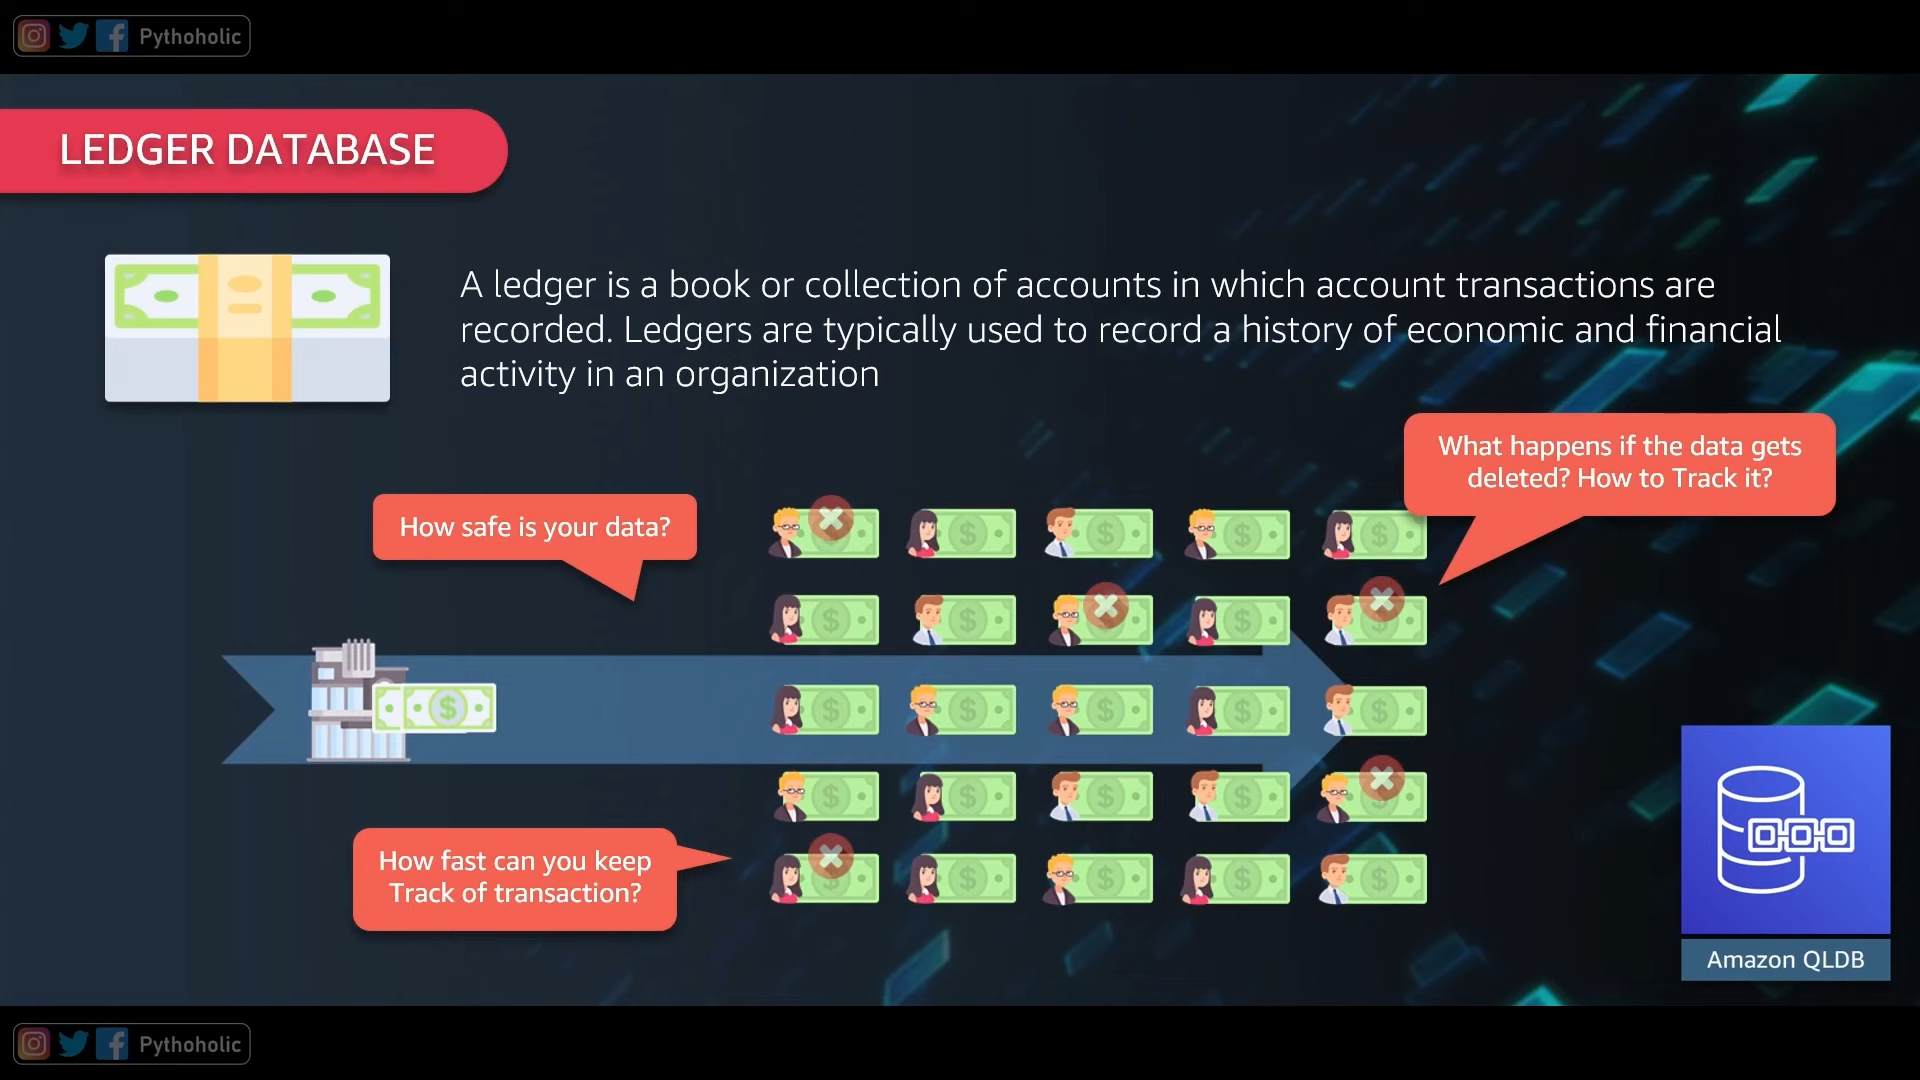 Pythoholic
LEDGER DATABASE
A ledger is a book or collection of accounts in which account transactions are
recorded. Ledgers are typically used to record a history of economic and financial
activity in an organization
What happens if the data gets
deleted? How to Track it?
How safe is your data?
How fast can you keep
Track of transaction?
Amazon QLDB
Pythoholic